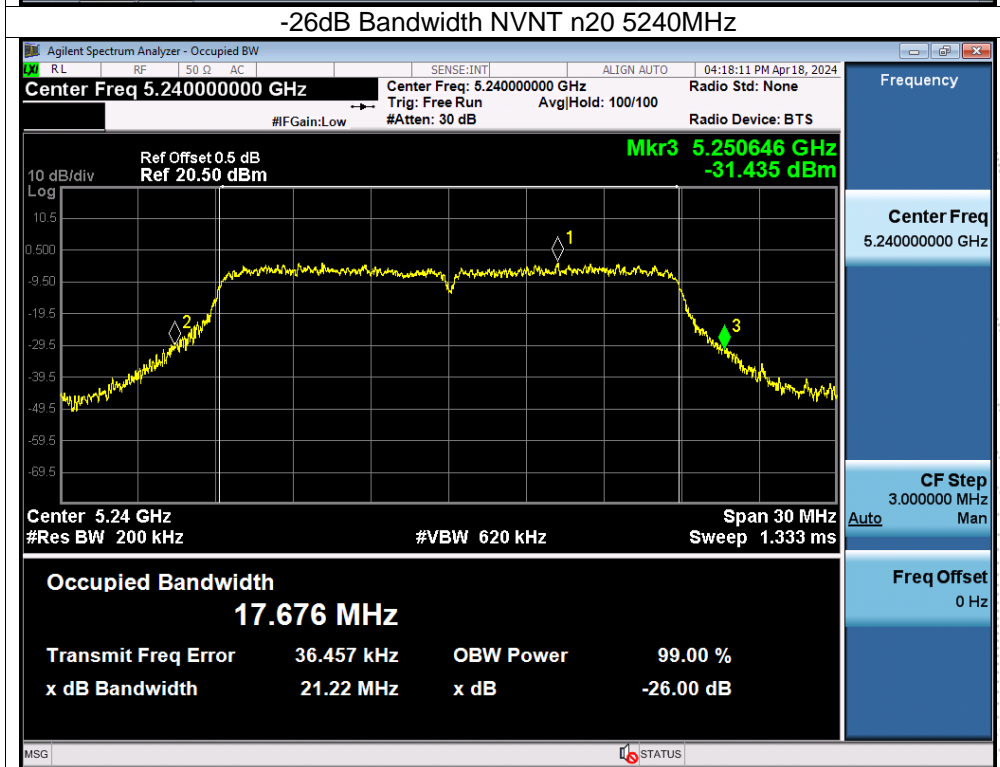 -26dB Bandwidth NVNT n20 5240MHz
Agilent Spectrum Analyzer - Occupied BW
LXI RL RF 50 Ω AC SENSE:INT ALIGN AUTO 04:18:11 PM Apr 18, 2024
Center Freq 5.240000000 GHz Center Freq: 5.240000000 GHz Radio Std: None
Trig: Free Run Avg|Hold: 100/100
#IFGain:Low #Atten: 30 dB Radio Device: BTS
Frequency
Mkr3 5.250646 GHz
-31.435 dBm
Ref Offset 0.5 dB
10 dB/div Ref 20.50 dBm
Log
10.5
0.500
-9.50
-19.5
-29.5
-39.5
-49.5
-59.5
-69.5
1
2
3
Center Freq
5.240000000 GHz
Center 5.24 GHz Span 30 MHz
#Res BW 200 kHz #VBW 620 kHz Sweep 1.333 ms
CF Step
3.000000 MHz
Auto Man
Occupied Bandwidth
17.676 MHz
Transmit Freq Error 36.457 kHz OBW Power 99.00 %
x dB Bandwidth 21.22 MHz x dB -26.00 dB
Freq Offset
0 Hz
MSG STATUS